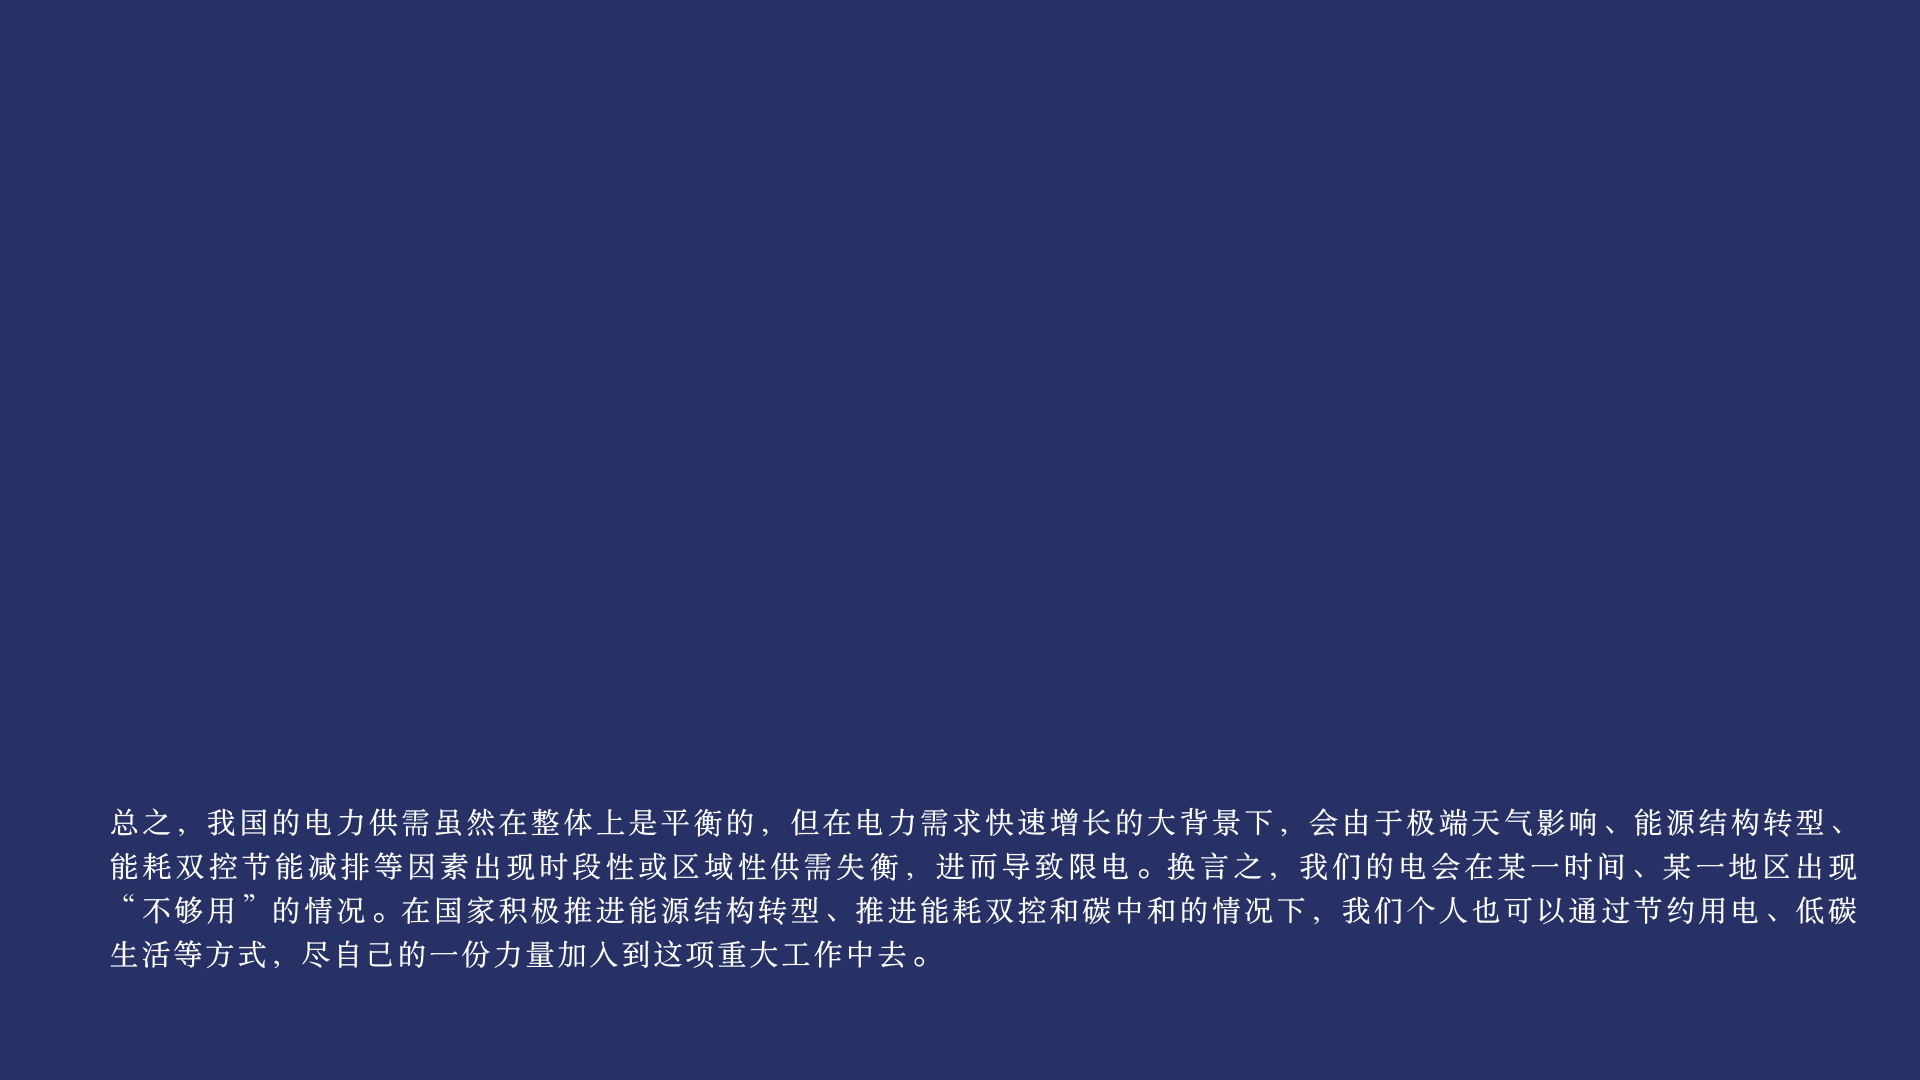 总之，我国的电力供需虽然在整体上是平衡的，但在电力需求快速增长的大背景下，会由于极端天气影响、能源结构转型、
能耗双控节能减排等因素出现时段性或区域性供需失衡，进而导致限电。换言之，我们的电会在某一时间、某一地区出现
“不够用”的情况。在国家积极推进能源结构转型、推进能耗双控和碳中和的情况下，我们个人也可以通过节约用电、低碳
生活等方式，尽自己的一份力量加入到这项重大工作中去。